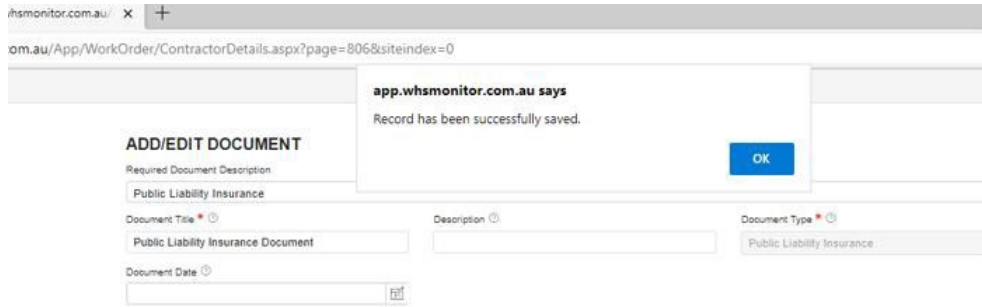 hsmonitor.com.au/
om.au/App/WorkOrder/ContractorDetails.aspx?page=806&siteindex=0
app.whsmonitor.com.au says
Record has been successfully saved.
OK
ADD/EDIT DOCUMENT
Required Document Description
Public Liability Insurance
Document Title * Description Document Type *
Public Liability Insurance Document Public Liability Insurance
Document Date